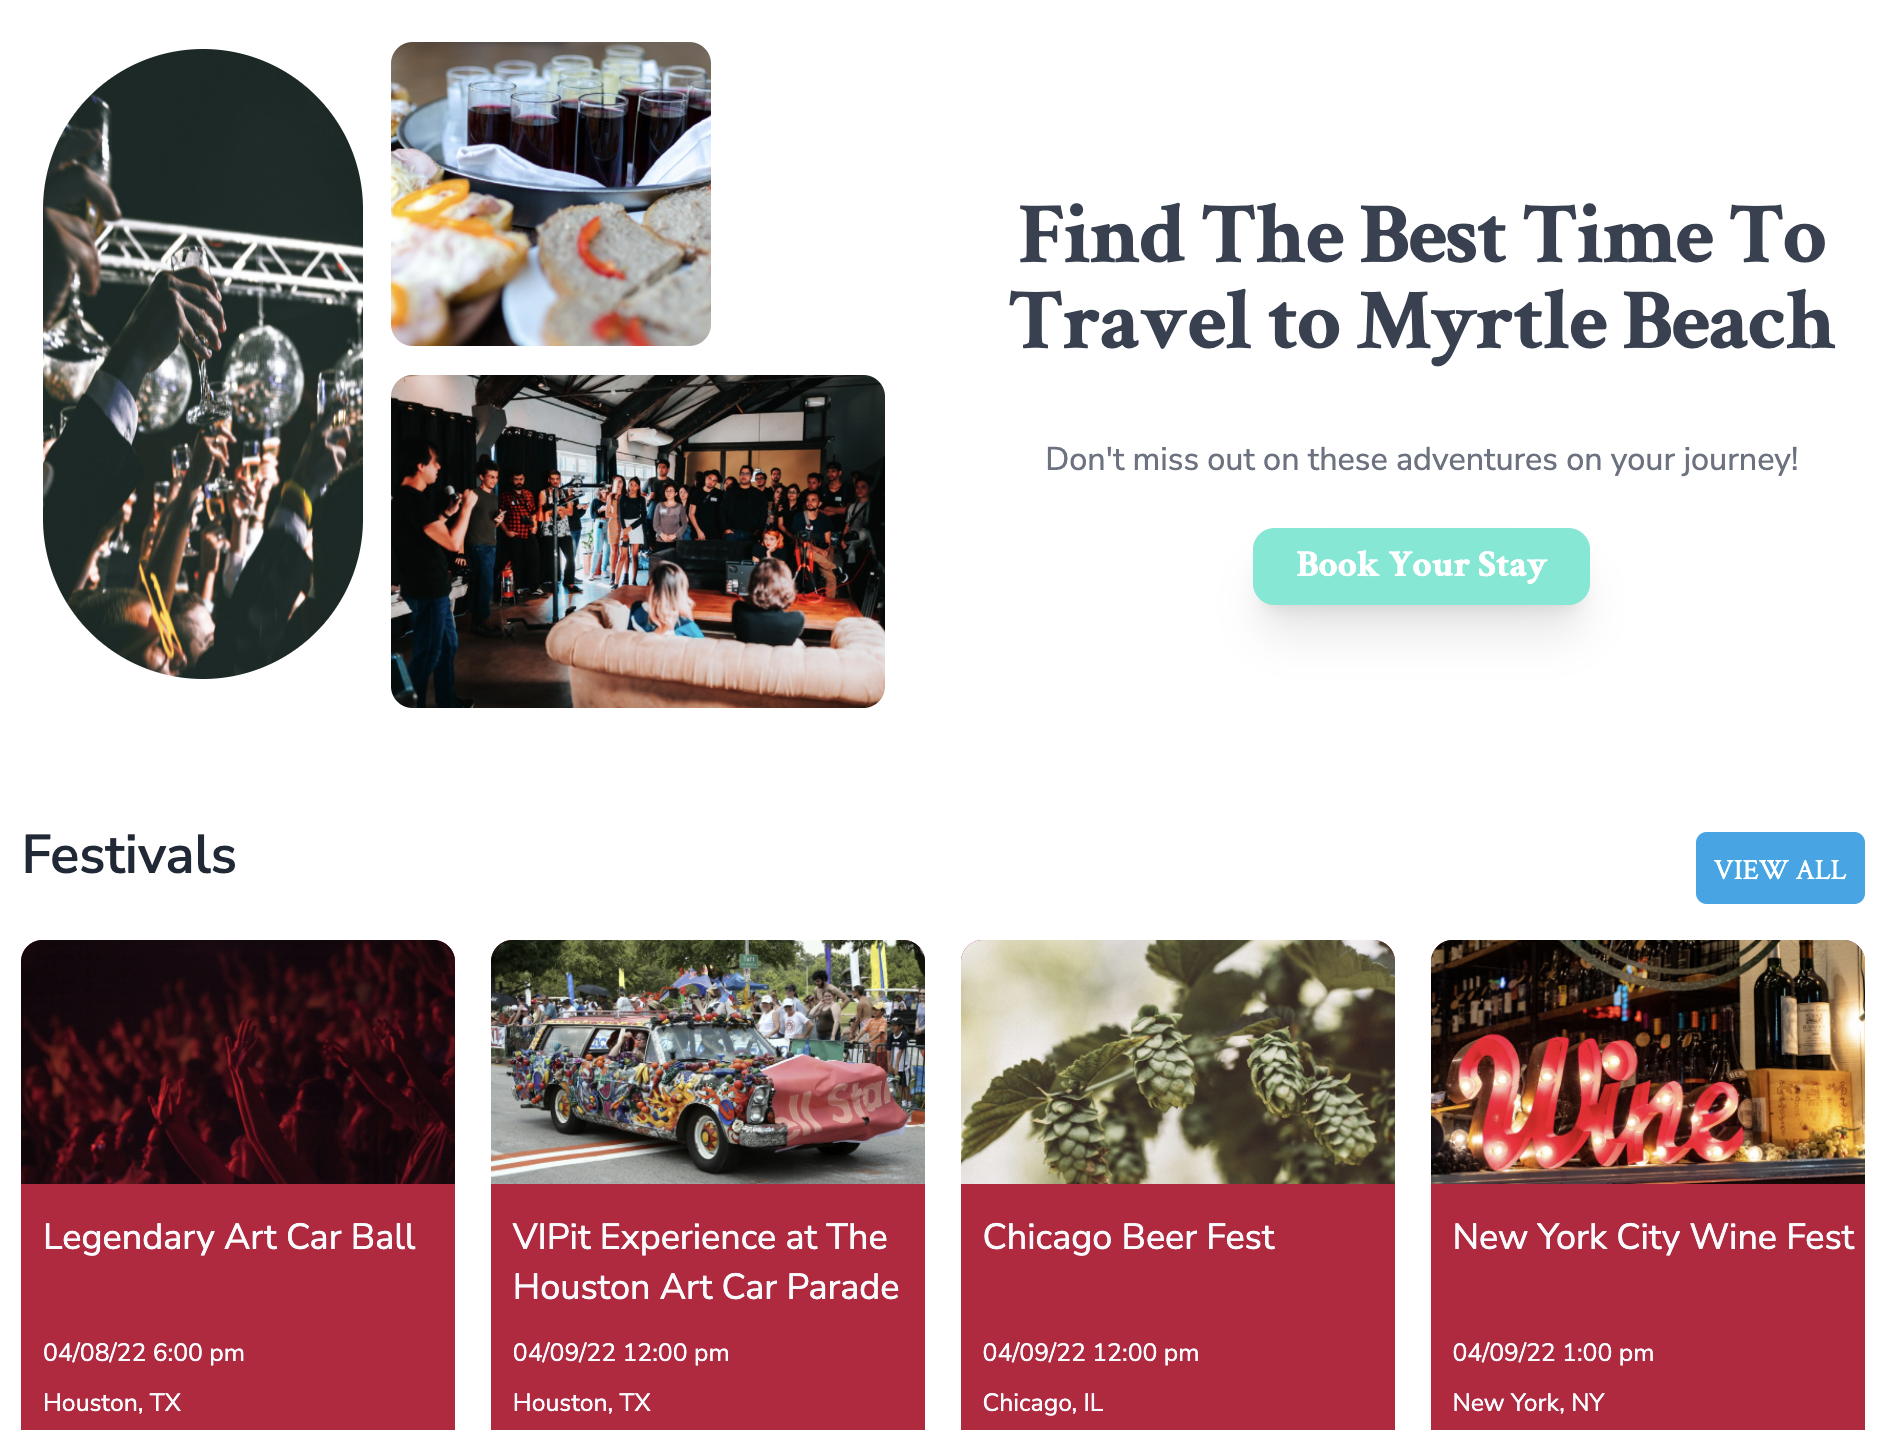 Find The Best Time To
Travel to Myrtle Beach
Don't miss out on these adventures on your journey!
Book Your Stay
Festivals
VIEW ALL
ll Star
Wine
Legendary Art Car Ball
04/08/22 6:00 pm
Houston, TX
VIPit Experience at The
Houston Art Car Parade
04/09/22 12:00 pm
Houston, TX
Chicago Beer Fest
04/09/22 12:00 pm
Chicago, IL
New York City Wine Fest
04/09/22 1:00 pm
New York, NY